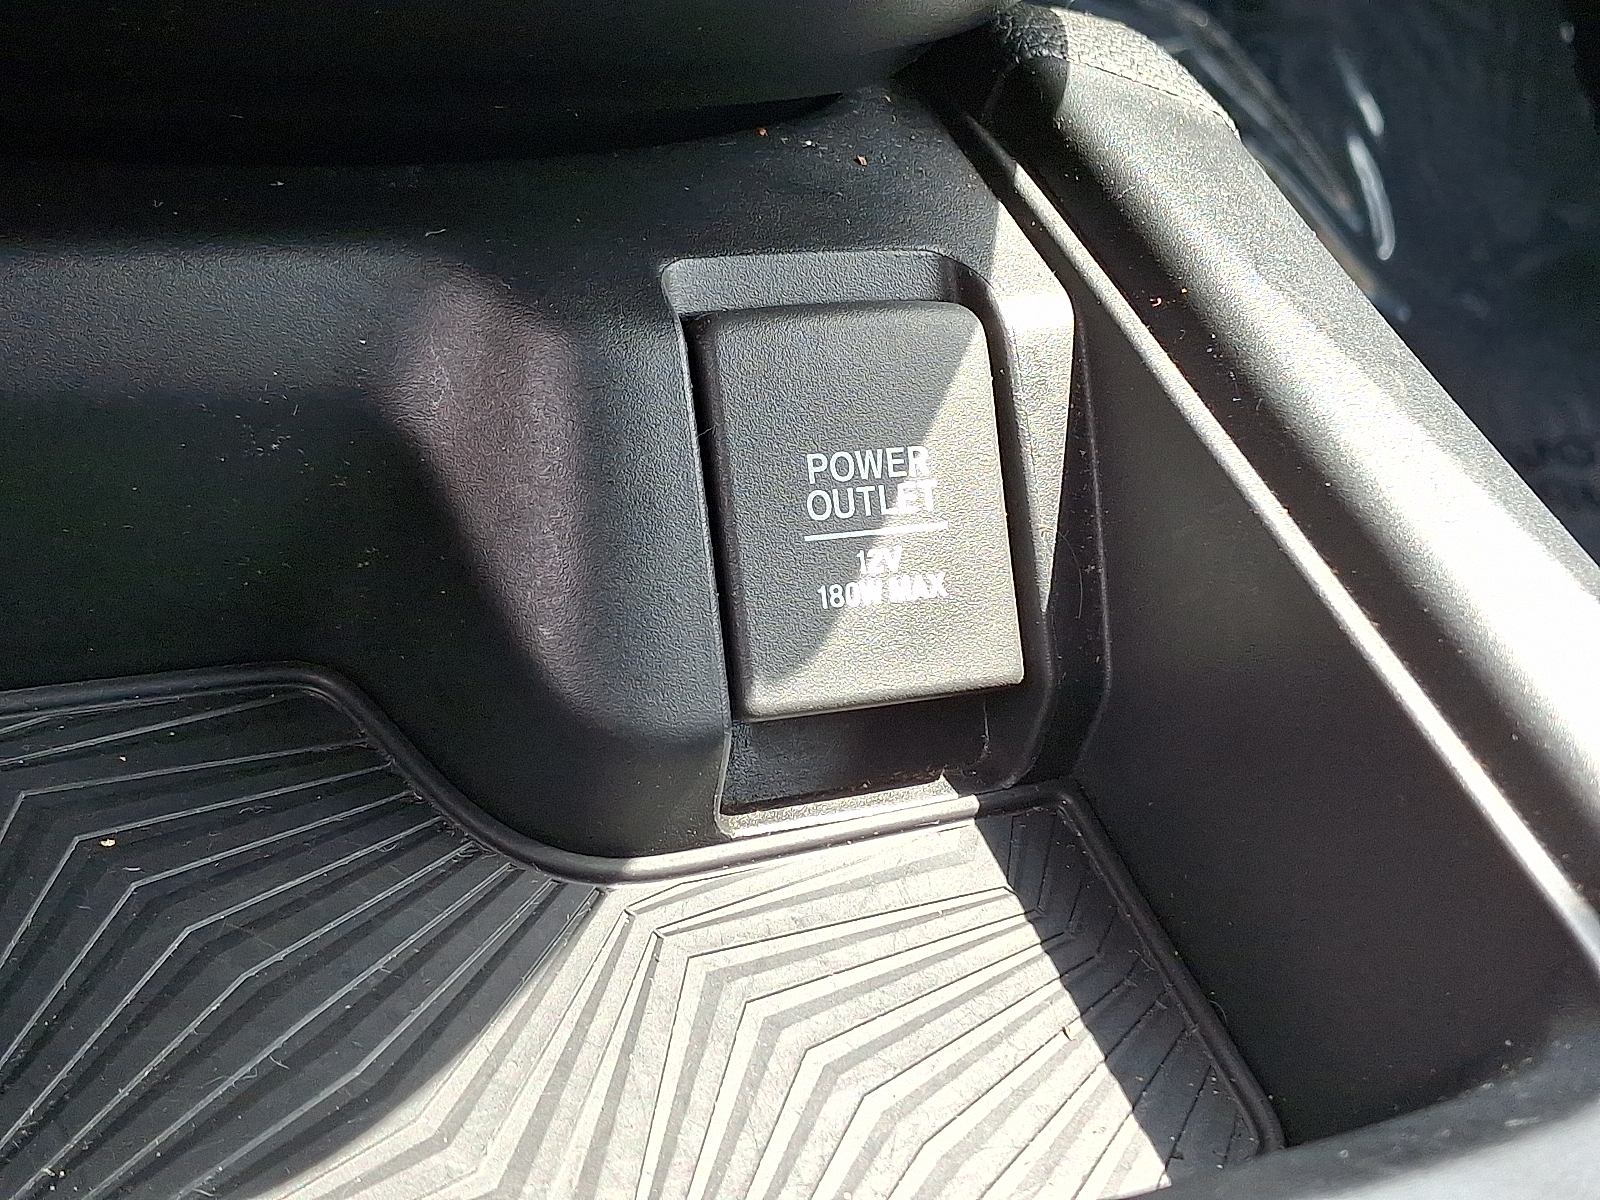 POWER
OUTLET
12V
180W MAX